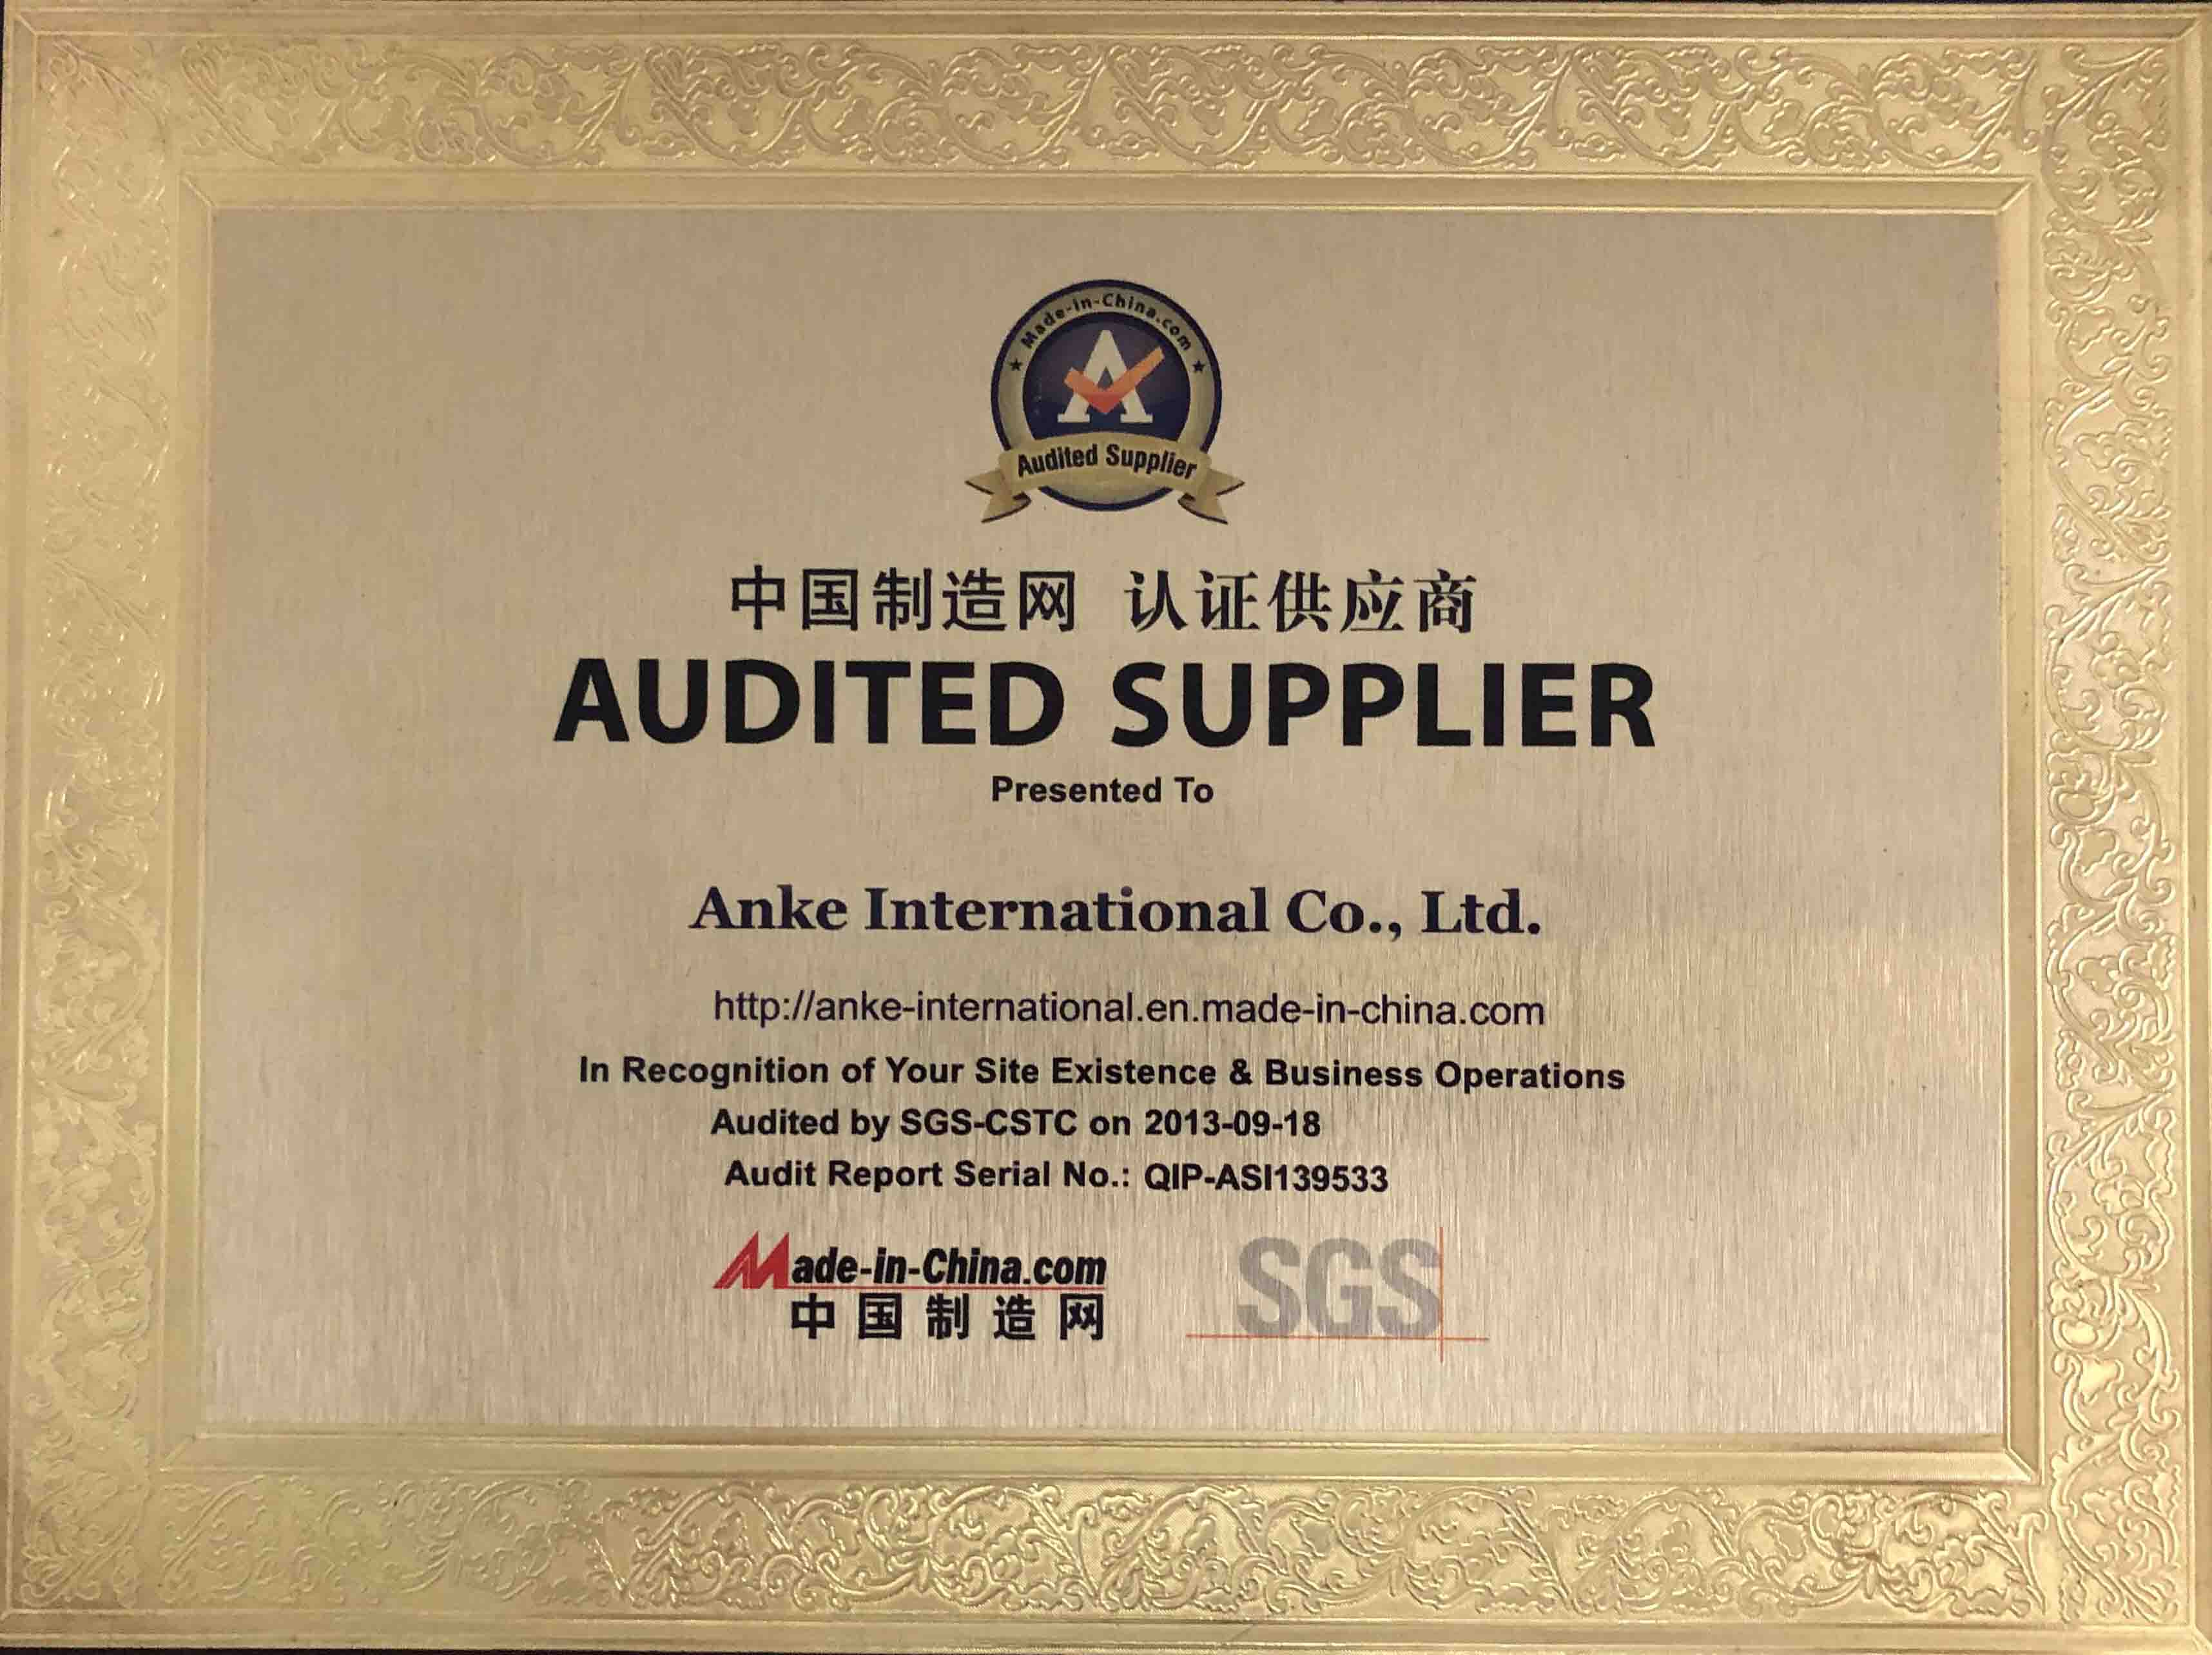 Made-in-China.com
A
Audited Supplier
中国制造网 认证供应商
AUDITED SUPPLIER
Presented To
Anke International Co., Ltd.
http://anke-international.en.made-in-china.com
In Recognition of Your Site Existence & Business Operations
Audited by SGS-CSTC on 2013-09-18
Audit Report Serial No.: QIP-ASI139533
Made-in-China.com
中国制造网
SGS